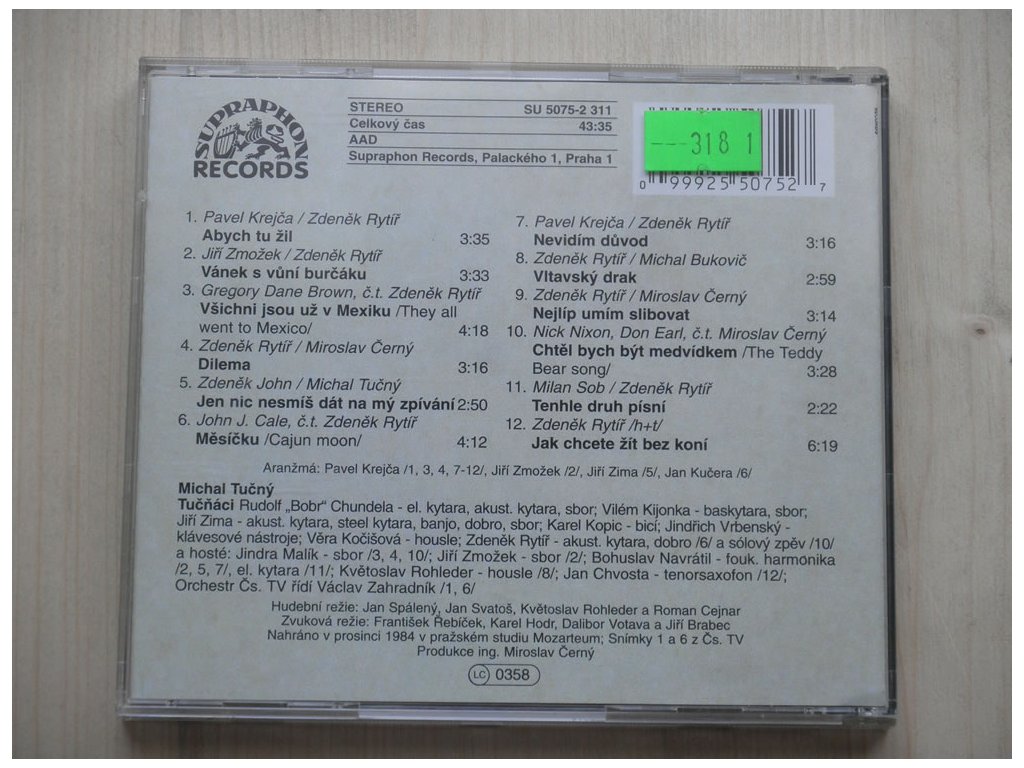 SUPRAPHON
RECORDS
STEREO SU 5075-2 311
Celkový čas 43:35
AAD
Supraphon Records, Palackého 1, Praha 1
---318 1
0 99925 50752 7
1. Pavel Krejča / Zdeněk Rytíř
Abych tu žil 3:35
2. Jiří Zmožek / Zdeněk Rytíř
Vánek s vůní burčáku 3:33
3. Gregory Dane Brown, č.t. Zdeněk Rytíř
Všichni jsou už v Mexiku /They all
went to Mexico/ 4:18
4. Zdeněk Rytíř / Miroslav Černý
Dilema 3:16
5. Zdeněk John / Michal Tučný
Jen nic nesmíš dát na mý zpívání 2:50
6. John J. Cale, č.t. Zdeněk Rytíř
Měsíčku /Cajun moon/ 4:12
7. Pavel Krejča / Zdeněk Rytíř
Nevidím důvod 3:16
8. Zdeněk Rytíř / Michal Bukovič
Vltavský drak 2:59
9. Zdeněk Rytíř / Miroslav Černý
Nejlíp umím slibovat 3:14
10. Nick Nixon, Don Earl, č.t. Miroslav Černý
Chtěl bych být medvídkem /The Teddy
Bear song/ 3:28
11. Milan Sob / Zdeněk Rytíř
Tenhle druh písní 2:22
12. Zdeněk Rytíř /h+t/
Jak chcete žít bez koní 6:19
Aranžmá: Pavel Krejča /1, 3, 4, 7-12/, Jiří Zmožek /2/, Jiří Zima /5/, Jan Kučera /6/
Michal Tučný
Tučňáci Rudolf „Bobr" Chundela - el. kytara, akust. kytara, sbor; Vilém Kijonka - baskytara, sbor;
Jiří Zima - akust. kytara, steel kytara, banjo, dobro, sbor; Karel Kopic - bicí; Jindřich Vrbenský -
klávesové nástroje; Věra Kočišová - housle; Zdeněk Rytíř - akust. kytara, dobro /6/ a sólový zpěv /10/
a hosté: Jindra Malík - sbor /3, 4, 10/; Jiří Zmožek - sbor /2/; Bohuslav Navrátil - fouk. harmonika
/2, 5, 7/, el. kytara /11/; Květoslav Rohleder - housle /8/; Jan Chvosta - tenorsaxofon /12/;
Orchestr Čs. TV řídí Václav Zahradník /1, 6/
Hudební režie: Jan Spálený, Jan Svatoš, Květoslav Rohleder a Roman Cejnar
Zvuková režie: František Řebíček, Karel Hodr, Dalibor Votava a Jiří Brabec
Nahráno v prosinci 1984 v pražském studiu Mozarteum; Snímky 1 a 6 z Čs. TV
Produkce ing. Miroslav Černý
LC 0358